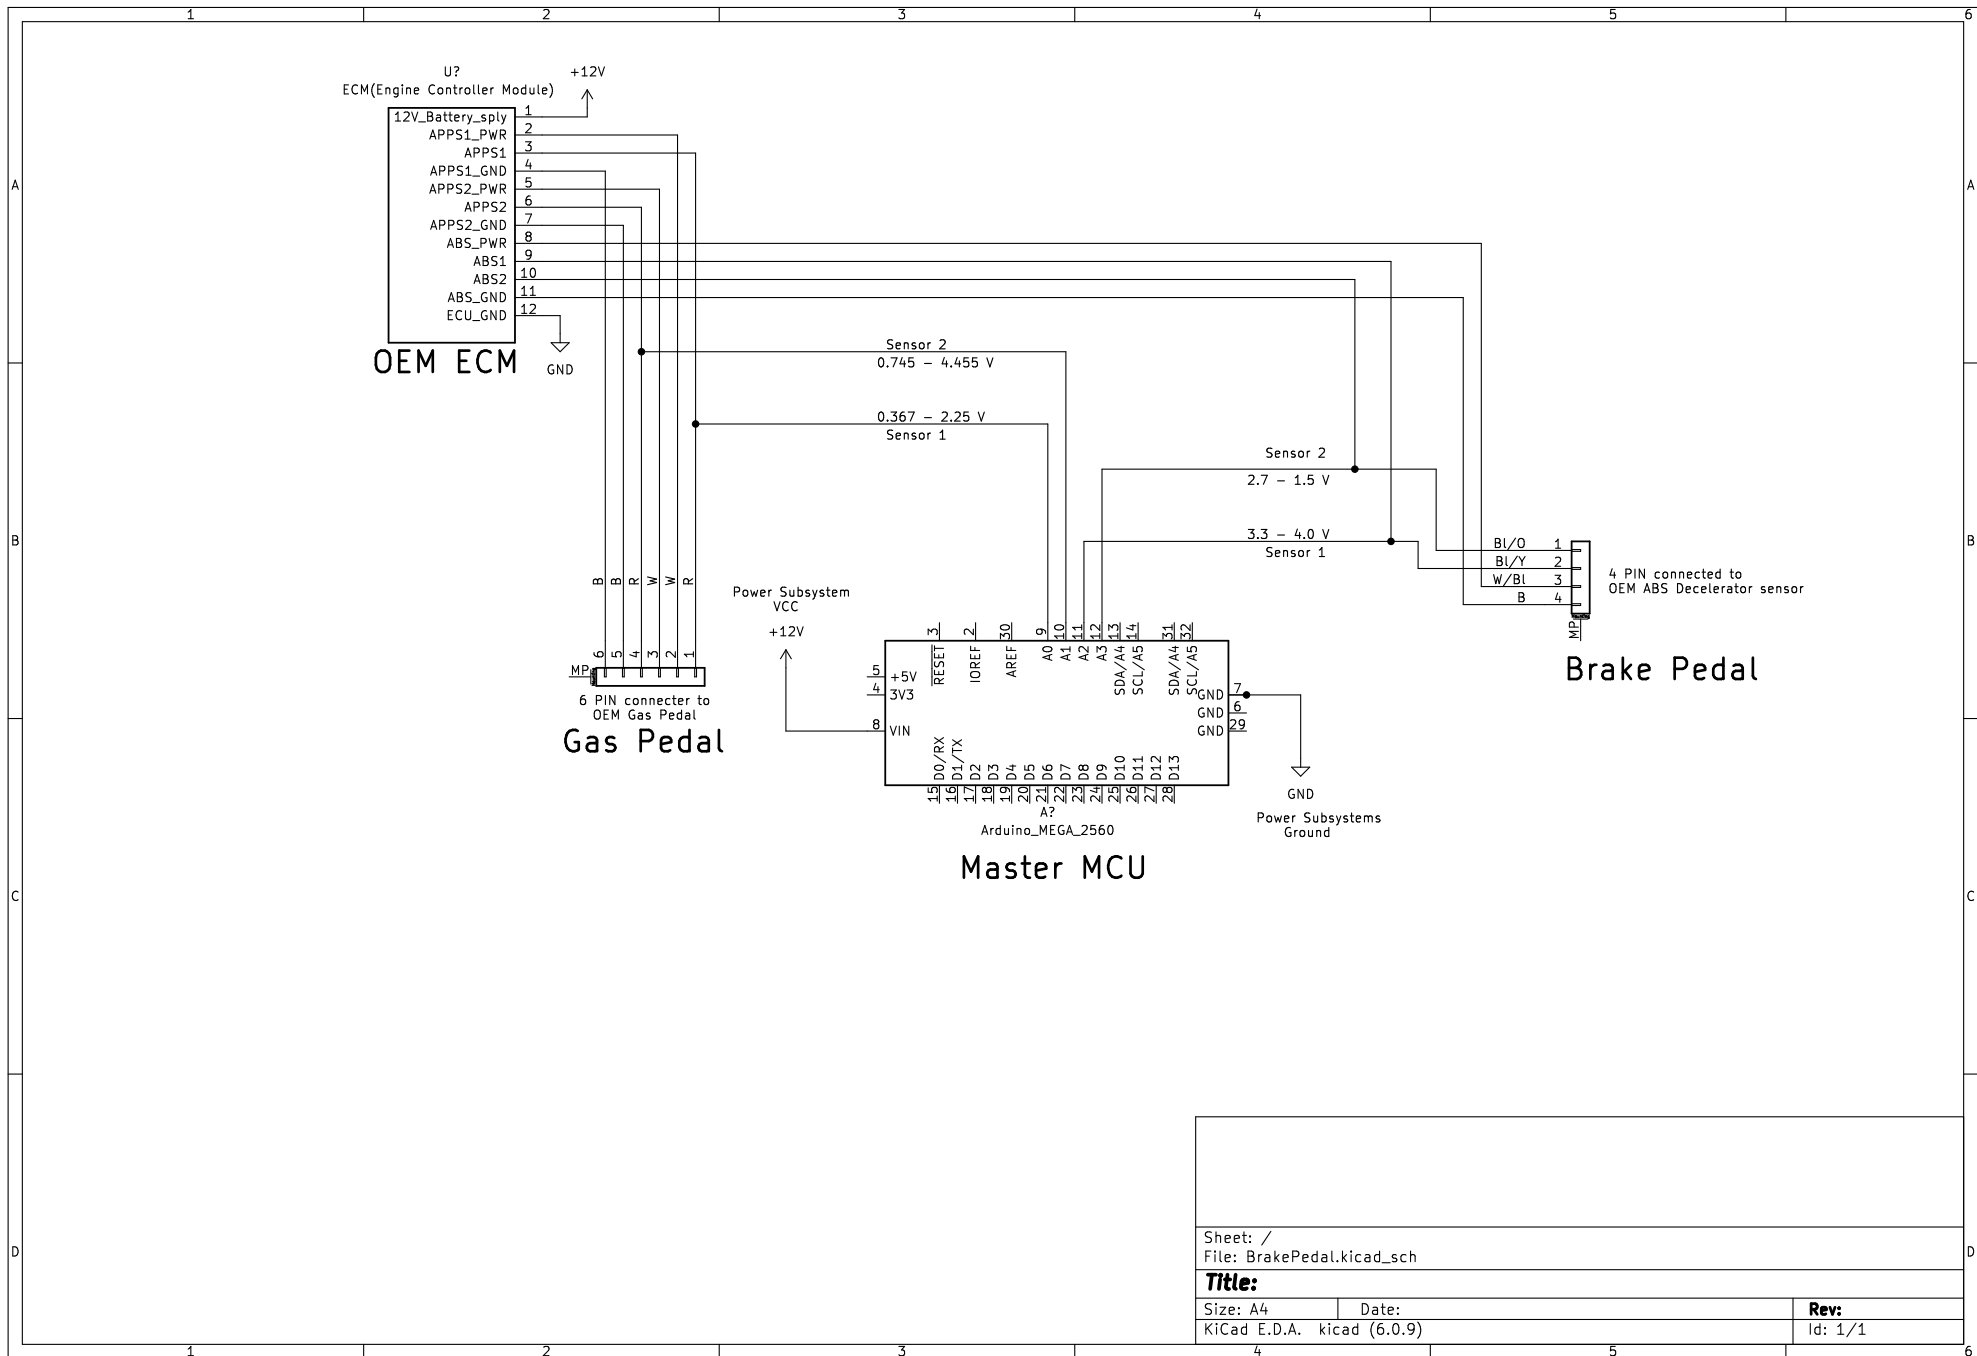 1 2 3 4 5 6
U?
ECM(Engine Controller Module)
+12V
12V_Battery_sply 1
APPS1_PWR 2
APPS1 3
APPS1_GND 4
APPS2_PWR 5
APPS2 6
APPS2_GND 7
ABS_PWR 8
ABS1 9
ABS2 10
ABS_GND 11
ECU_GND 12
OEM ECM
GND
A
A
Sensor 2
0.745 - 4.455 V
0.367 - 2.25 V
Sensor 1
Sensor 2
2.7 - 1.5 V
3.3 - 4.0 V
Sensor 1
B
B
Bl/O 1
Bl/Y 2
W/Bl 3
B 4
MP
4 PIN connected to
OEM ABS Decelerator sensor
Brake Pedal
B B R W W R
6 5 4 3 2 1
MP
6 PIN connecter to
OEM Gas Pedal
Gas Pedal
Power Subsystem
VCC
+12V
3 2 30 9 10 11 12 13 14 31 32
RESET IOREF AREF A0 A1 A2 A3 SDA/A4 SCL/A5 SDA/A4 SCL/A5
5 +5V
4 3V3
8 VIN
GND 7
GND 6
GND 29
D0/RX D1/TX D2 D3 D4 D5 D6 D7 D8 D9 D10 D11 D12 D13
15 16 17 18 19 20 21 22 23 24 25 26 27 28
A?
Arduino_MEGA_2560
Master MCU
GND
Power Subsystems
Ground
C
C
D
D
Sheet: /
File: BrakePedal.kicad_sch
Title:
Size: A4 Date: Rev:
KiCad E.D.A. kicad (6.0.9) Id: 1/1
1 2 3 4 5 6